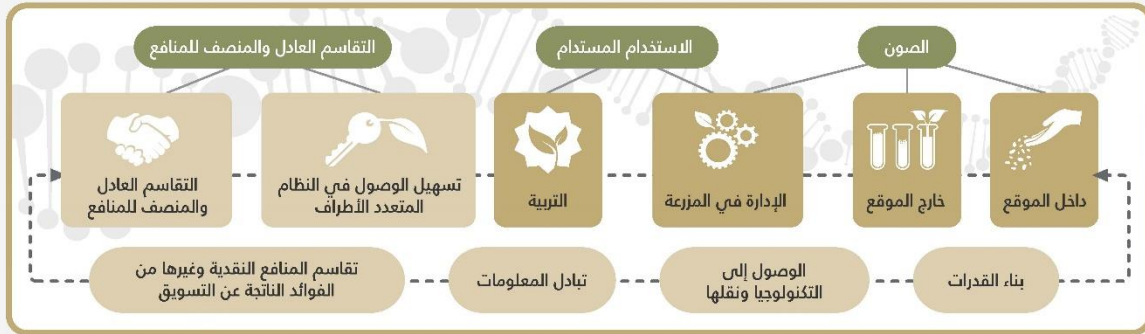 الصون
الاستخدام المستدام
التقاسم العادل والمنصف للمنافع
داخل الموقع
خارج الموقع
الإدارة في المزرعة
التربية
تسهيل الوصول في النظام
المتعدد الأطراف
التقاسم العادل
والمنصف للمنافع
بناء القدرات
الوصول إلى
التكنولوجيا ونقلها
تبادل المعلومات
تقاسم المنافع النقدية وغيرها من
الفوائد الناتجة عن التسويق